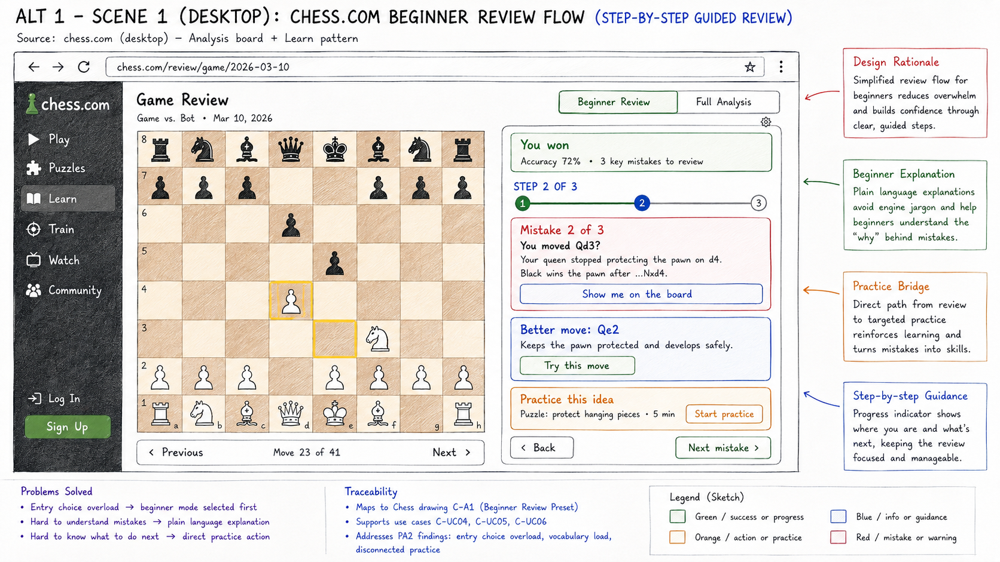 ALT 1 – SCENE 1 (DESKTOP): CHESS.COM BEGINNER REVIEW FLOW (STEP-BY-STEP GUIDED REVIEW)
Source: chess.com (desktop) – Analysis board + Learn pattern
chess.com/review/game/2026-03-10
chess.com
Play
Puzzles
Learn
Train
Watch
Community
Log In
Sign Up
Game Review
Game vs. Bot • Mar 10, 2026
8
7
6
5
4
3
2
1
a b c d e f g h
< Previous
Move 23 of 41
Next >
Beginner Review
Full Analysis
You won
Accuracy 72% • 3 key mistakes to review
STEP 2 OF 3
1 2 3
Mistake 2 of 3
You moved Qd3?
Your queen stopped protecting the pawn on d4.
Black wins the pawn after ...Nxd4.
Show me on the board
Better move: Qe2
Keeps the pawn protected and develops safely.
Try this move
Practice this idea
Puzzle: protect hanging pieces • 5 min
Start practice
< Back
Next mistake >
Design Rationale
Simplified review flow for
beginners reduces overwhelm
and builds confidence through
clear, guided steps.
Beginner Explanation
Plain language explanations
avoid engine jargon and help
beginners understand the
“why” behind mistakes.
Practice Bridge
Direct path from review
to targeted practice
reinforces learning and
turns mistakes into skills.
Step-by-step Guidance
Progress indicator shows
where you are and what's
next, keeping the review
focused and manageable.
Problems Solved
• Entry choice overload → beginner mode selected first
• Hard to understand mistakes → plain language explanation
• Hard to know what to do next → direct practice action
Traceability
• Maps to Chess drawing C-A1 (Beginner Review Preset)
• Supports use cases C-UC04, C-UC05, C-UC06
• Addresses PA2 findings: entry choice overload, vocabulary load,
disconnected practice
Legend (Sketch)
Green / success or progress
Blue / info or guidance
Orange / action or practice
Red / mistake or warning